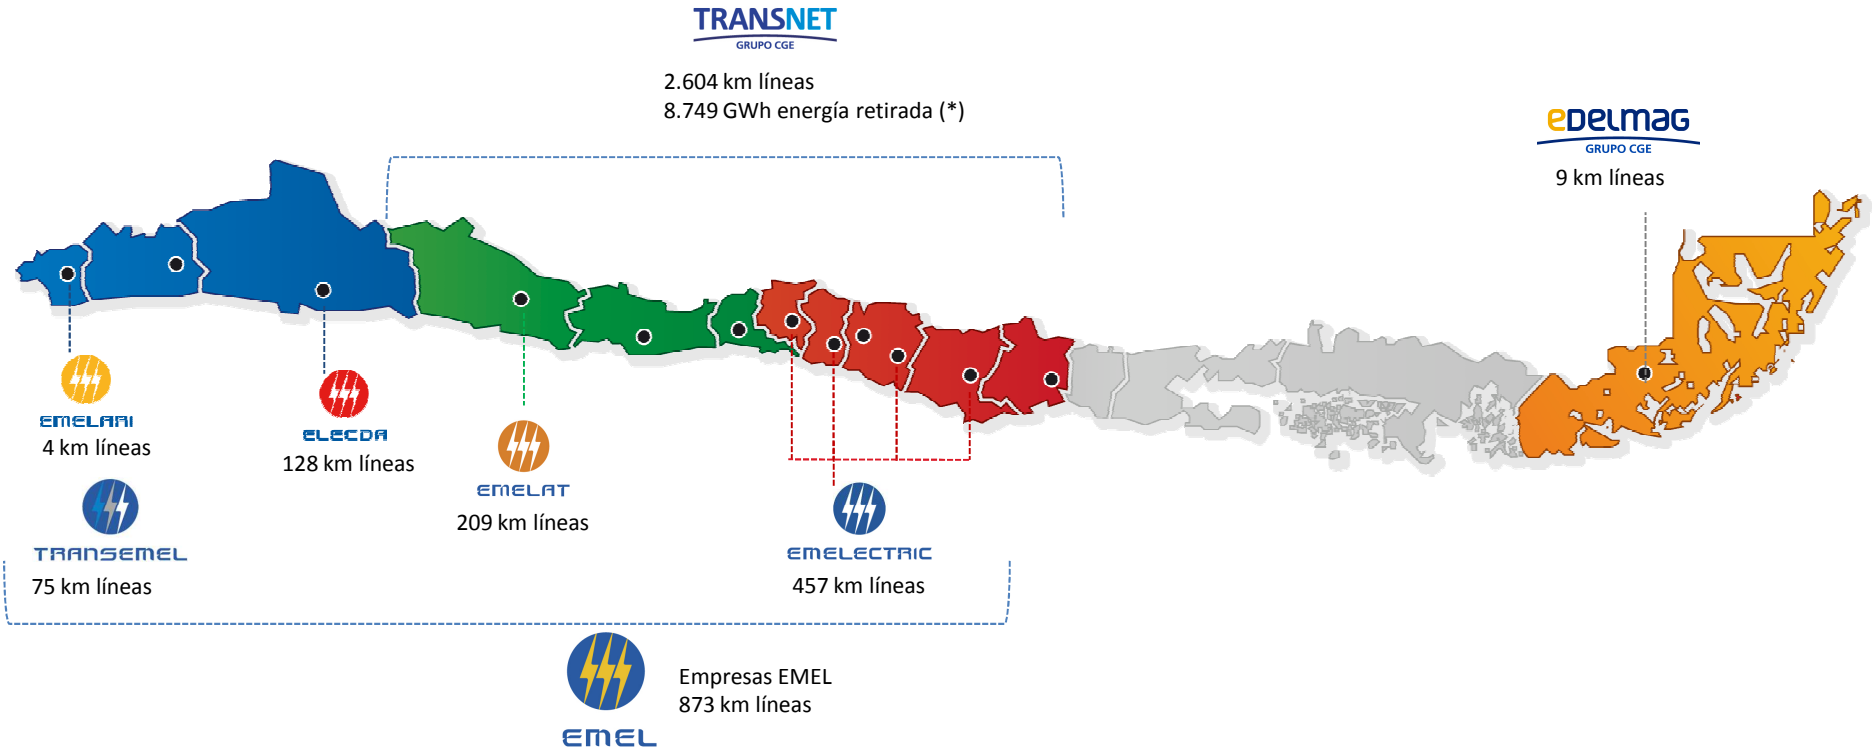 TRANSNET
GRUPO CGE
2.604 km líneas
8.749 GWh energía retirada (*)
eDELMAG
GRUPO CGE
9 km líneas
EMELARI
4 km líneas
ELECDA
128 km líneas
EMELAT
209 km líneas
TRANSEMEL
75 km líneas
EMELECTRIC
457 km líneas
EMEL
Empresas EMEL
873 km líneas